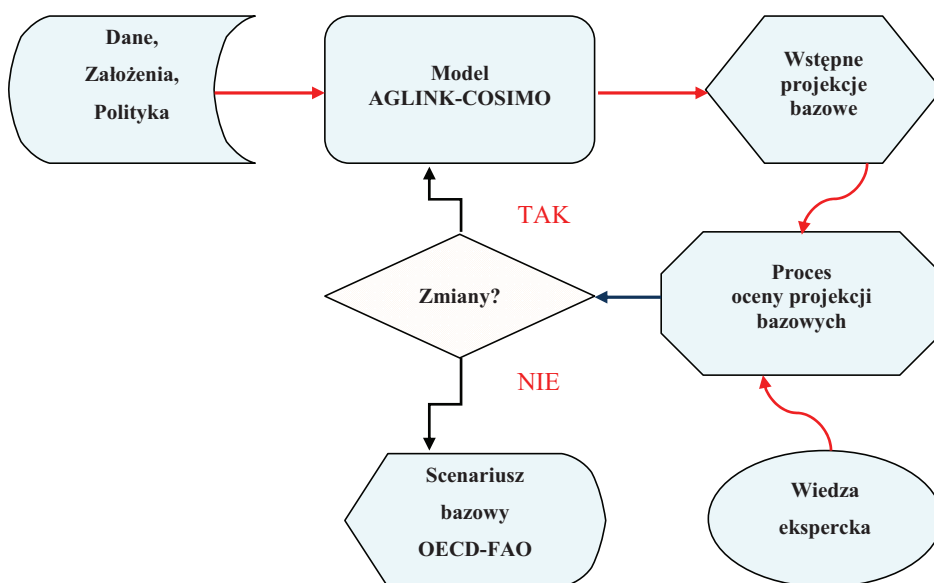 Dane,
Założenia,
Polityka
Model
AGLINK-COSIMO
Wstępne
projekcje
bazowe
TAK
Zmiany?
Proces
oceny projekcji
bazowych
NIE
Scenariusz
bazowy
OECD-FAO
Wiedza
ekspercka